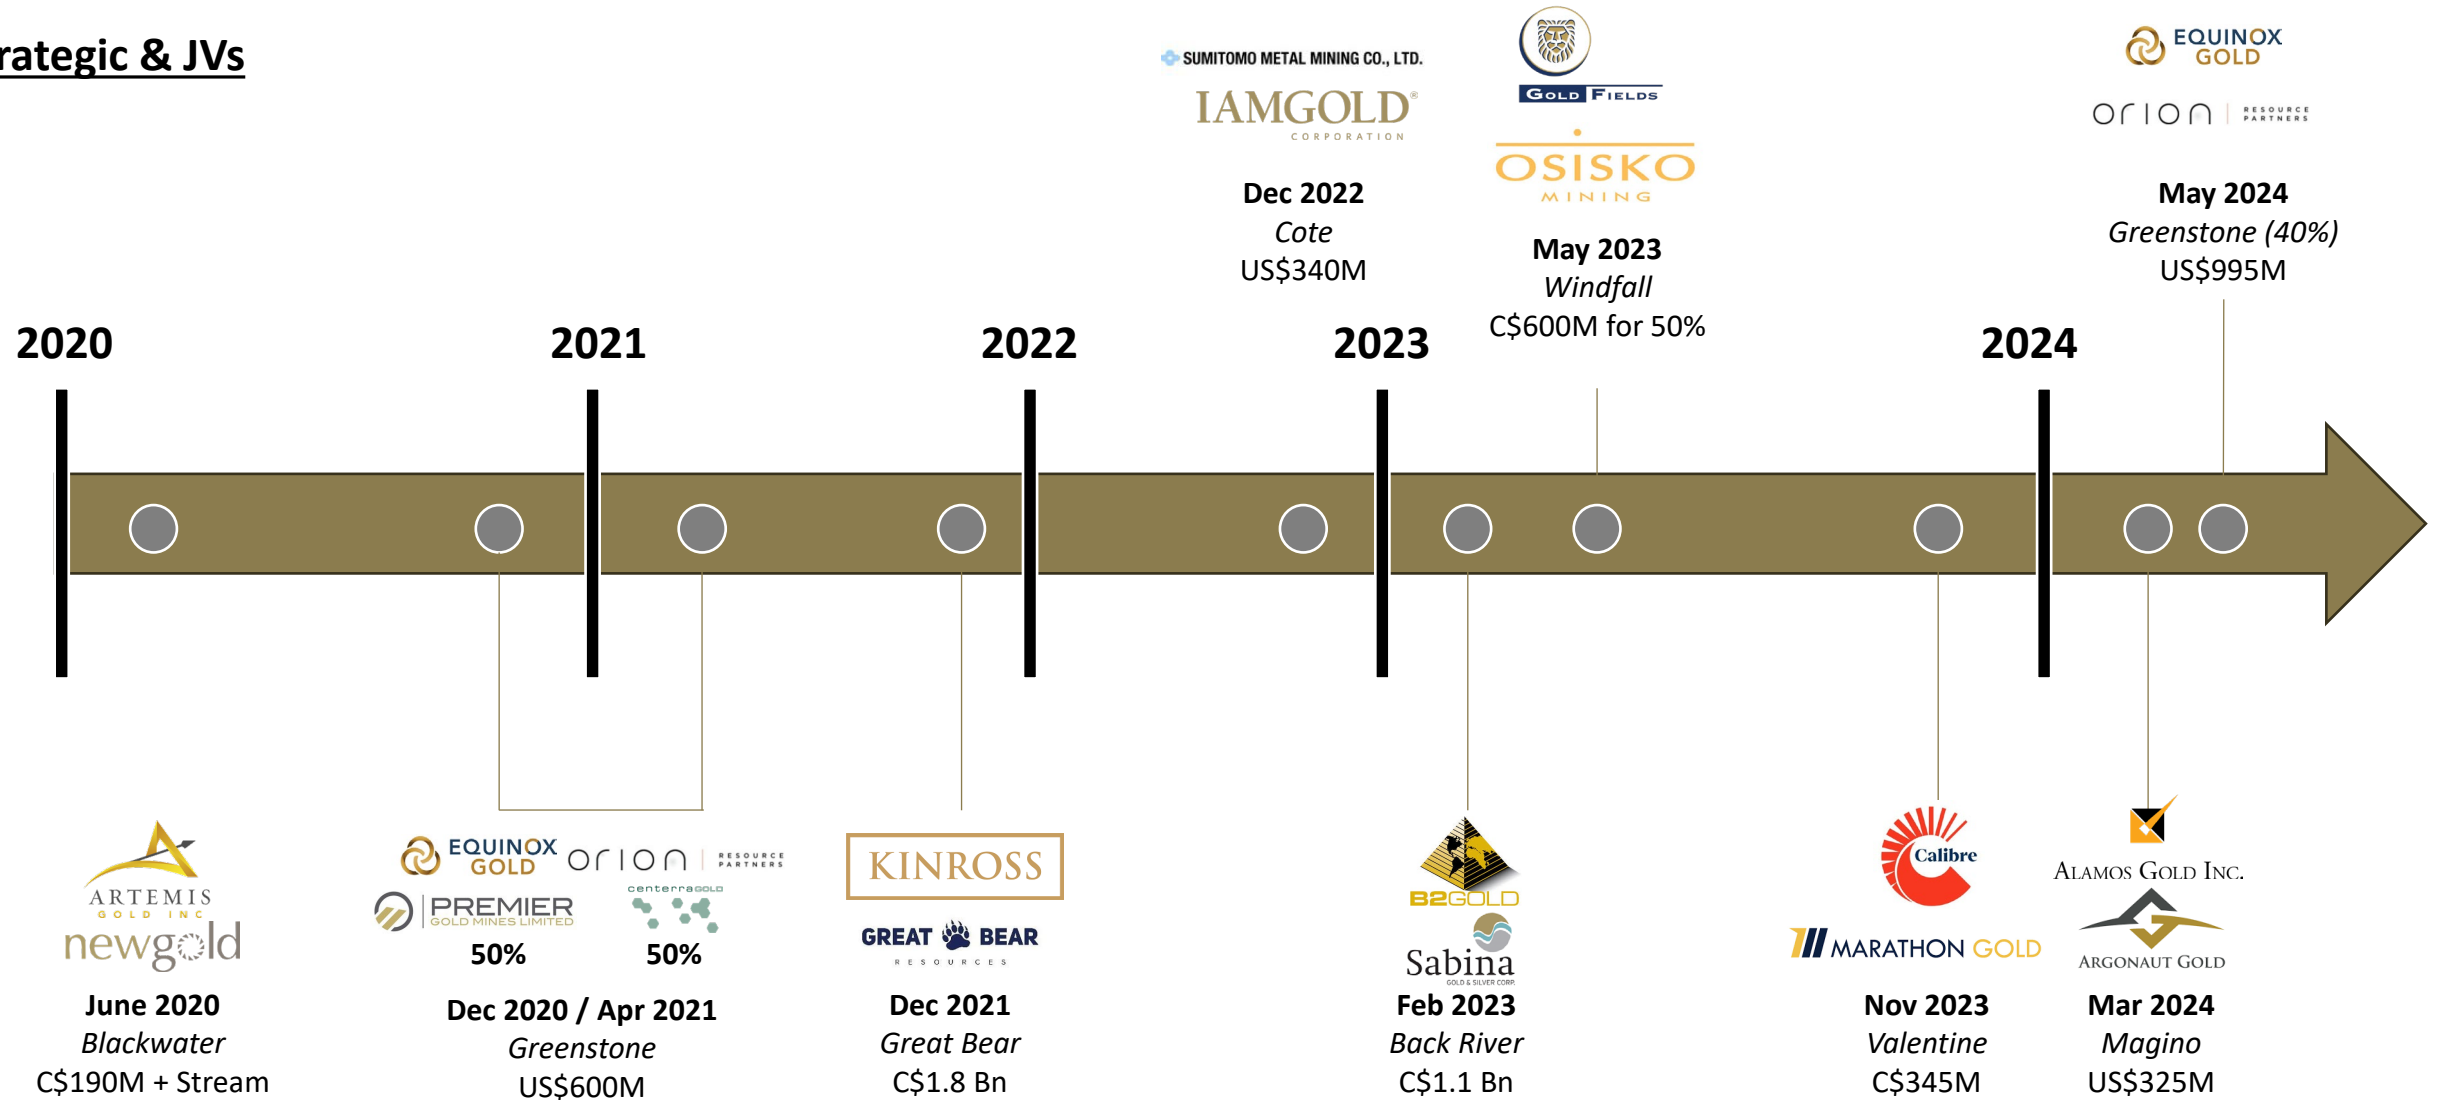 rategic & JVs
SUMITOMO METAL MINING CO., LTD.
IAMGOLD®
CORPORATION
Dec 2022
Cote
US$340M
GOLD FIELDS
OSISKO
MINING
May 2023
Windfall
C$600M for 50%
EQUINOX
GOLD
orion | RESOURCE
PARTNERS
May 2024
Greenstone (40%)
US$995M
2020
2021
2022
2023
2024
ARTEMIS
GOLD INC
newgold
June 2020
Blackwater
C$190M + Stream
EQUINOX
GOLD
orion | RESOURCE
PARTNERS
PREMIER
GOLD MINES LIMITED
centerraGOLD
50%
50%
Dec 2020 / Apr 2021
Greenstone
US$600M
KINROSS
GREAT BEAR
RESOURCES
Dec 2021
Great Bear
C$1.8 Bn
B2GOLD
Sabina
GOLD & SILVER CORP.
Feb 2023
Back River
C$1.1 Bn
Calibre
MARATHON GOLD
Nov 2023
Valentine
C$345M
ALAMOS GOLD INC.
ARGONAUT GOLD
Mar 2024
Magino
US$325M